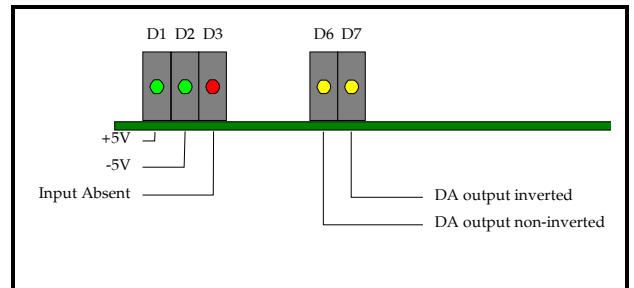 D1 D2 D3 D6 D7
+5V
-5V
Input Absent
DA output inverted
DA output non-inverted